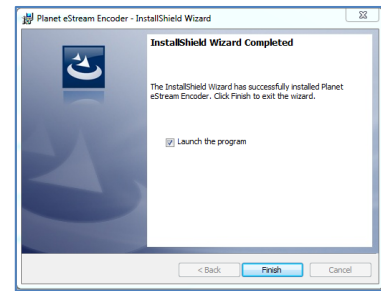 Planet eStream Encoder - InstallShield Wizard
InstallShield Wizard Completed
The InstallShield Wizard has successfully installed Planet
eStream Encoder. Click Finish to exit the wizard.
Launch the program
< Back Finish Cancel